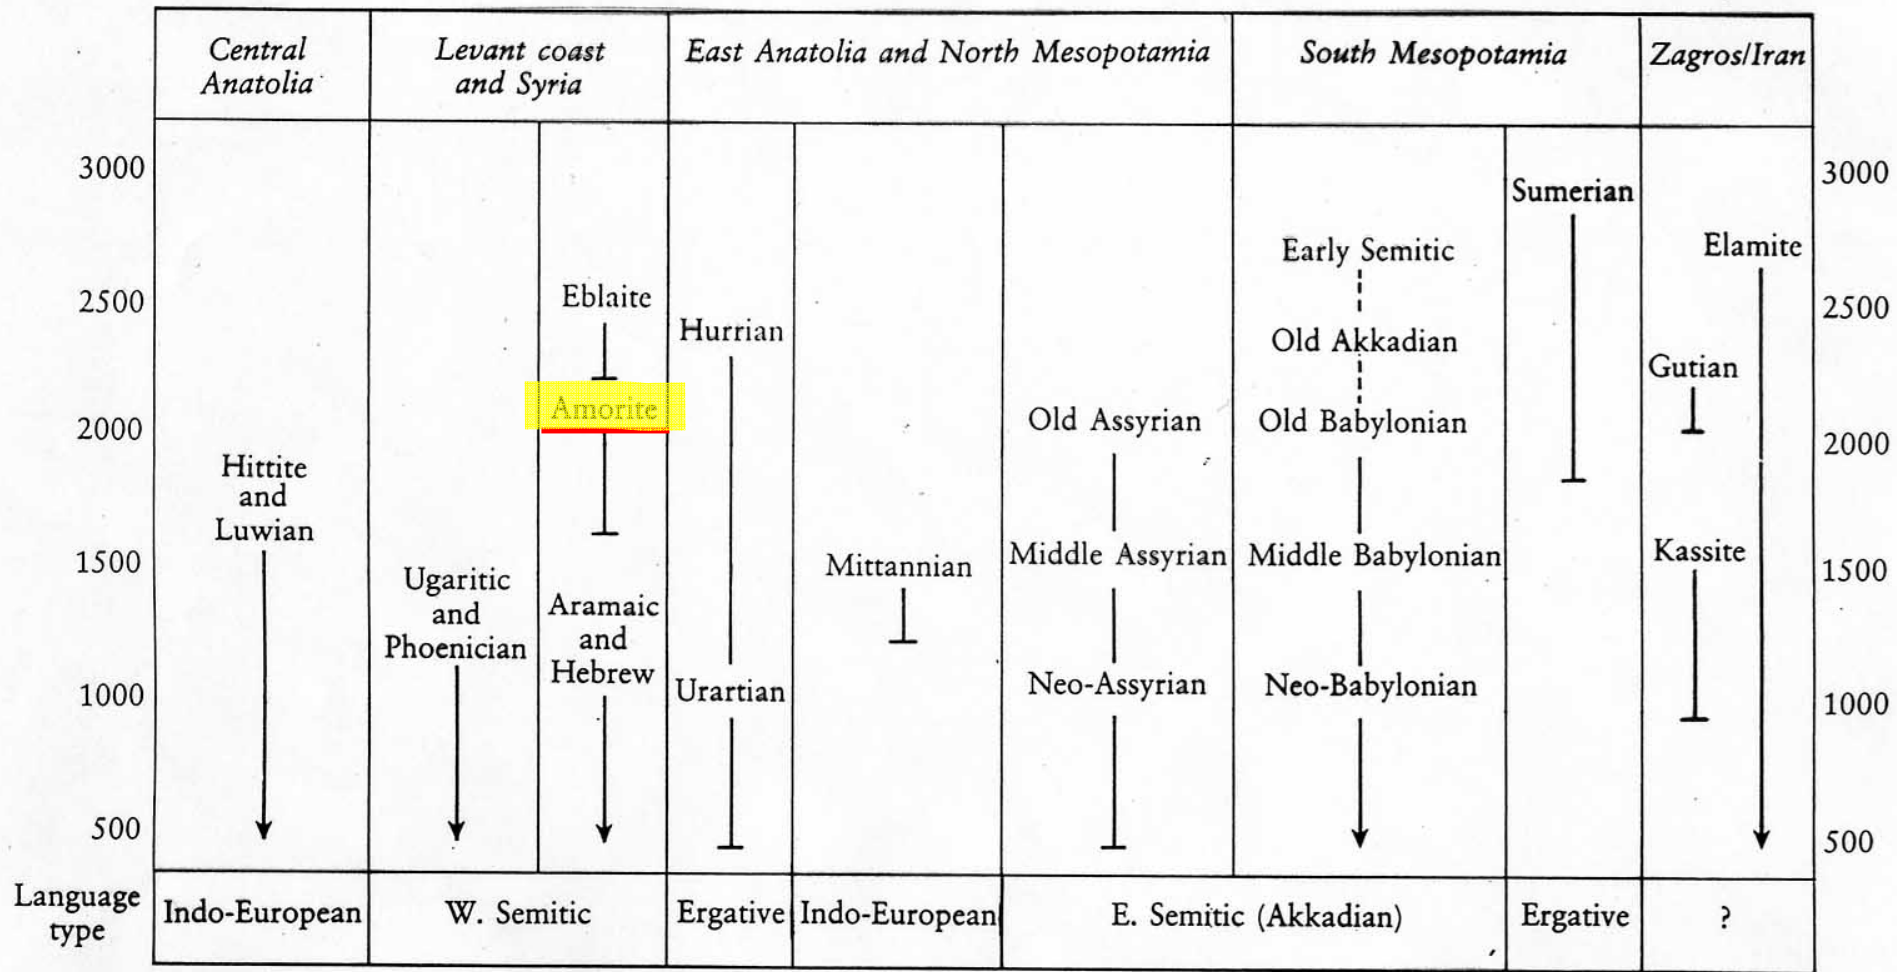 Central
Anatolia
Levant coast
and Syria
East Anatolia and North Mesopotamia
South Mesopotamia
Zagros/Iran
3000
3000
Sumerian
Early Semitic
Elamite
2500
Eblaite
2500
Hurrian
Old Akkadian
Gutian
Amorite
2000
Old Assyrian
Old Babylonian
2000
Hittite
and
Luwian
1500
Ugaritic
and
Phoenician
Aramaic
and
Hebrew
Mittannian
Middle Assyrian
Middle Babylonian
Kassite
1500
1000
Urartian
Neo-Assyrian
Neo-Babylonian
1000
500
500
Language
type
Indo-European
W. Semitic
Ergative
Indo-European
E. Semitic (Akkadian)
Ergative
?